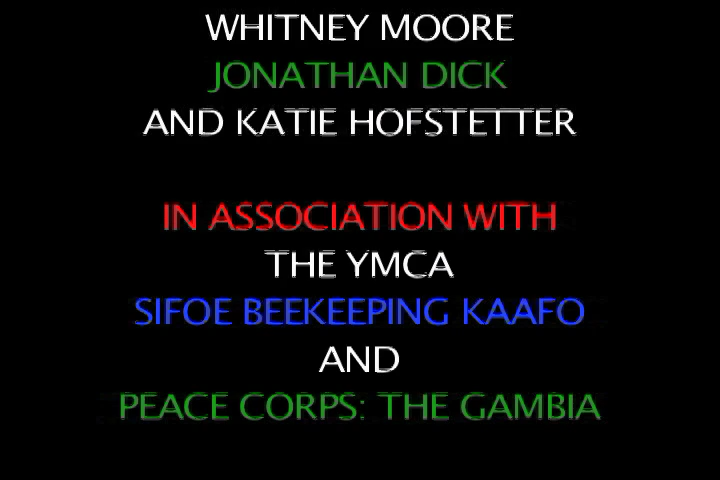 WHITNEY MOORE
JONATHAN DICK
AND KATIE HOFSTETTER
IN ASSOCIATION WITH
THE YMCA
SIFOE BEEKEEPING KAAFO
AND
PEACE CORPS: THE GAMBIA